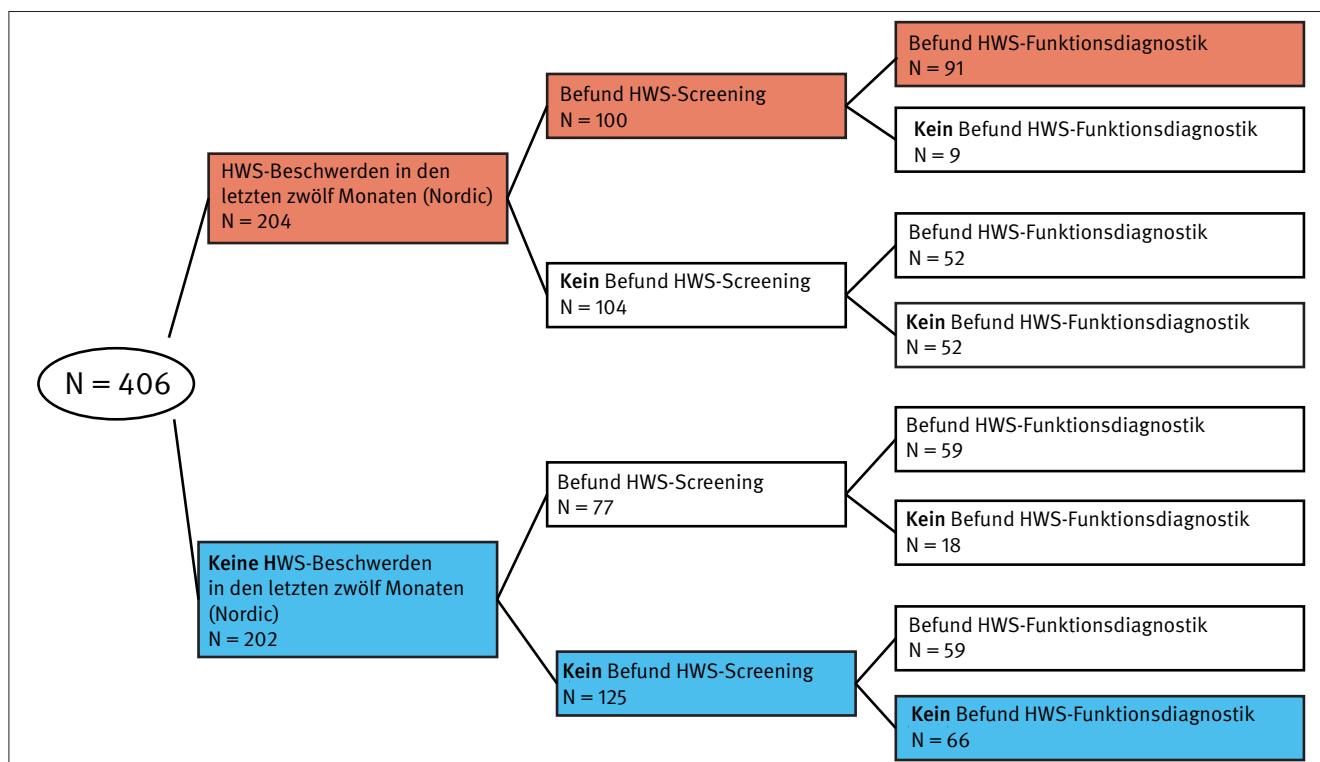 N = 406
HWS-Beschwerden in den
letzten zwölf Monaten (Nordic)
N = 204
Befund HWS-Screening
N = 100
Befund HWS-Funktionsdiagnostik
N = 91
Kein Befund HWS-Funktionsdiagnostik
N = 9
Kein Befund HWS-Screening
N = 104
Befund HWS-Funktionsdiagnostik
N = 52
Kein Befund HWS-Funktionsdiagnostik
N = 52
Keine HWS-Beschwerden
in den letzten zwölf Monaten
(Nordic)
N = 202
Befund HWS-Screening
N = 77
Befund HWS-Funktionsdiagnostik
N = 59
Kein Befund HWS-Funktionsdiagnostik
N = 18
Kein Befund HWS-Screening
N = 125
Befund HWS-Funktionsdiagnostik
N = 59
Kein Befund HWS-Funktionsdiagnostik
N = 66